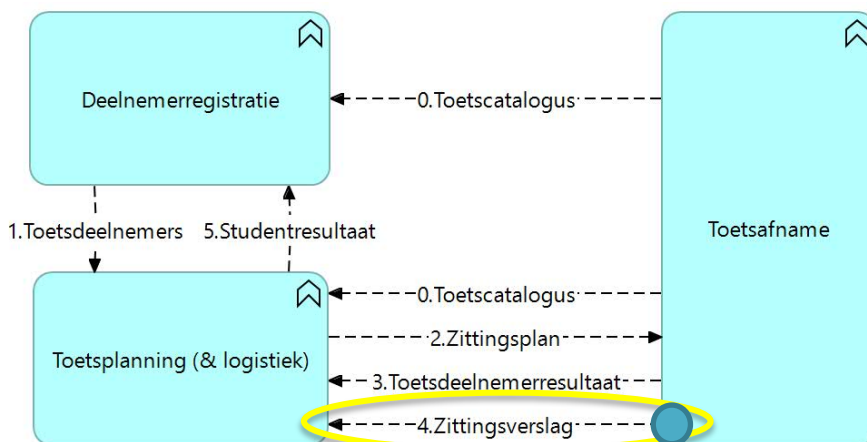 Deelnemerregistratie
0.Toetscatalogus
Toetsafname
1.Toetsdeelnemers
5.Studentresultaat
0.Toetscatalogus
Toetsplanning (& logistiek)
2.Zittingsplan
3.Toetsdeelnemerresultaat
4.Zittingsverslag